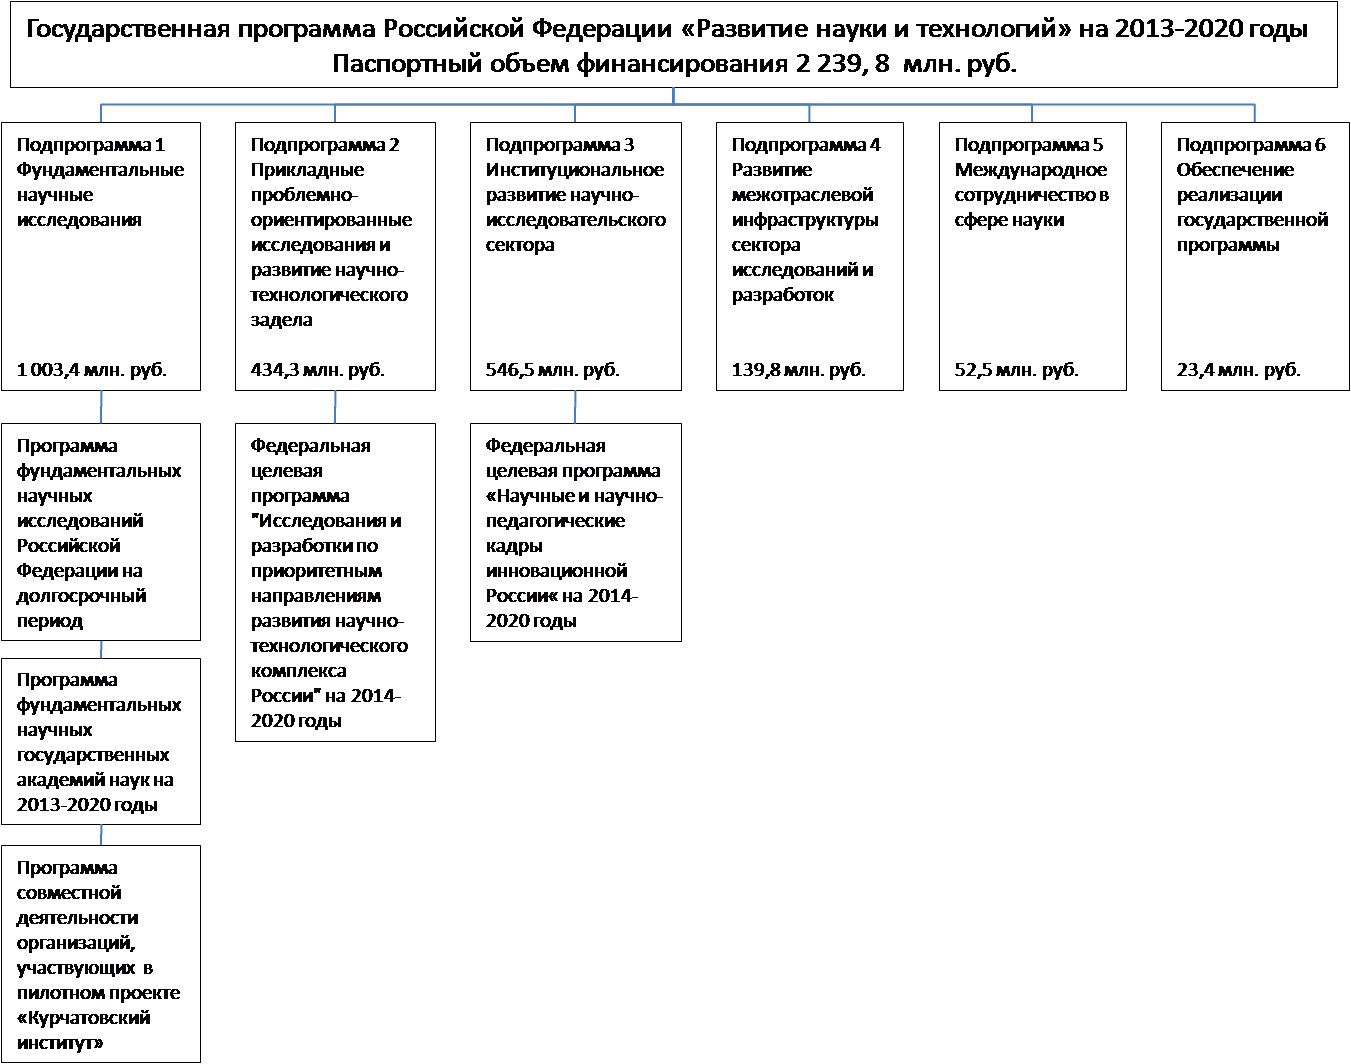 Государственная программа Российской Федерации «Развитие науки и технологий» на 2013-2020 годы
Паспортный объем финансирования 2 239, 8 млн. руб.
Подпрограмма 1
Фундаментальные
научные
исследования
1 003,4 млн. руб.
Подпрограмма 2
Прикладные
проблемно-
ориентированные
исследования и
развитие научно-
технологического
задела
434,3 млн. руб.
Подпрограмма 3
Институциональное
развитие научно-
исследовательского
сектора
546,5 млн. руб.
Подпрограмма 4
Развитие
межотраслевой
инфраструктуры
сектора
исследований и
разработок
139,8 млн. руб.
Подпрограмма 5
Международное
сотрудничество в
сфере науки
52,5 млн. руб.
Подпрограмма 6
Обеспечение
реализации
государственной
программы
23,4 млн. руб.
Программа
фундаментальных
научных
исследований
Российской
Федерации на
долгосрочный
период
Федеральная
целевая
программа
"Исследования и
разработки по
приоритетным
направлениям
развития научно-
технологического
комплекса
России" на 2014-
2020 годы
Федеральная
целевая программа
«Научные и научно-
педагогические
кадры
инновационной
России« на 2014-
2020 годы
Программа
фундаментальных
научных
государственных
академий наук на
2013-2020 годы
Программа
совместной
деятельности
организаций,
участвующих в
пилотном проекте
«Курчатовский
институт»